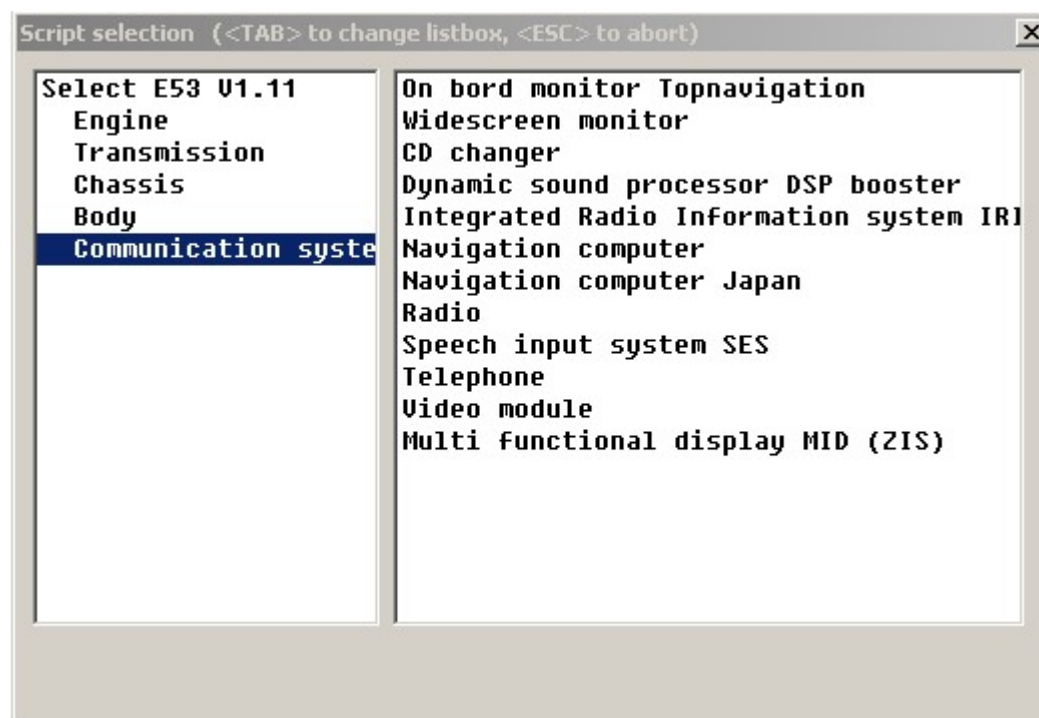 Script selection (<TAB> to change listbox, <ESC> to abort)
Select E53 V1.11
Engine
Transmission
Chassis
Body
Communication syste
On bord monitor Topnavigation
Widescreen monitor
CD changer
Dynamic sound processor DSP booster
Integrated Radio Information system IRI
Navigation computer
Navigation computer Japan
Radio
Speech input system SES
Telephone
Video module
Multi functional display MID (ZIS)